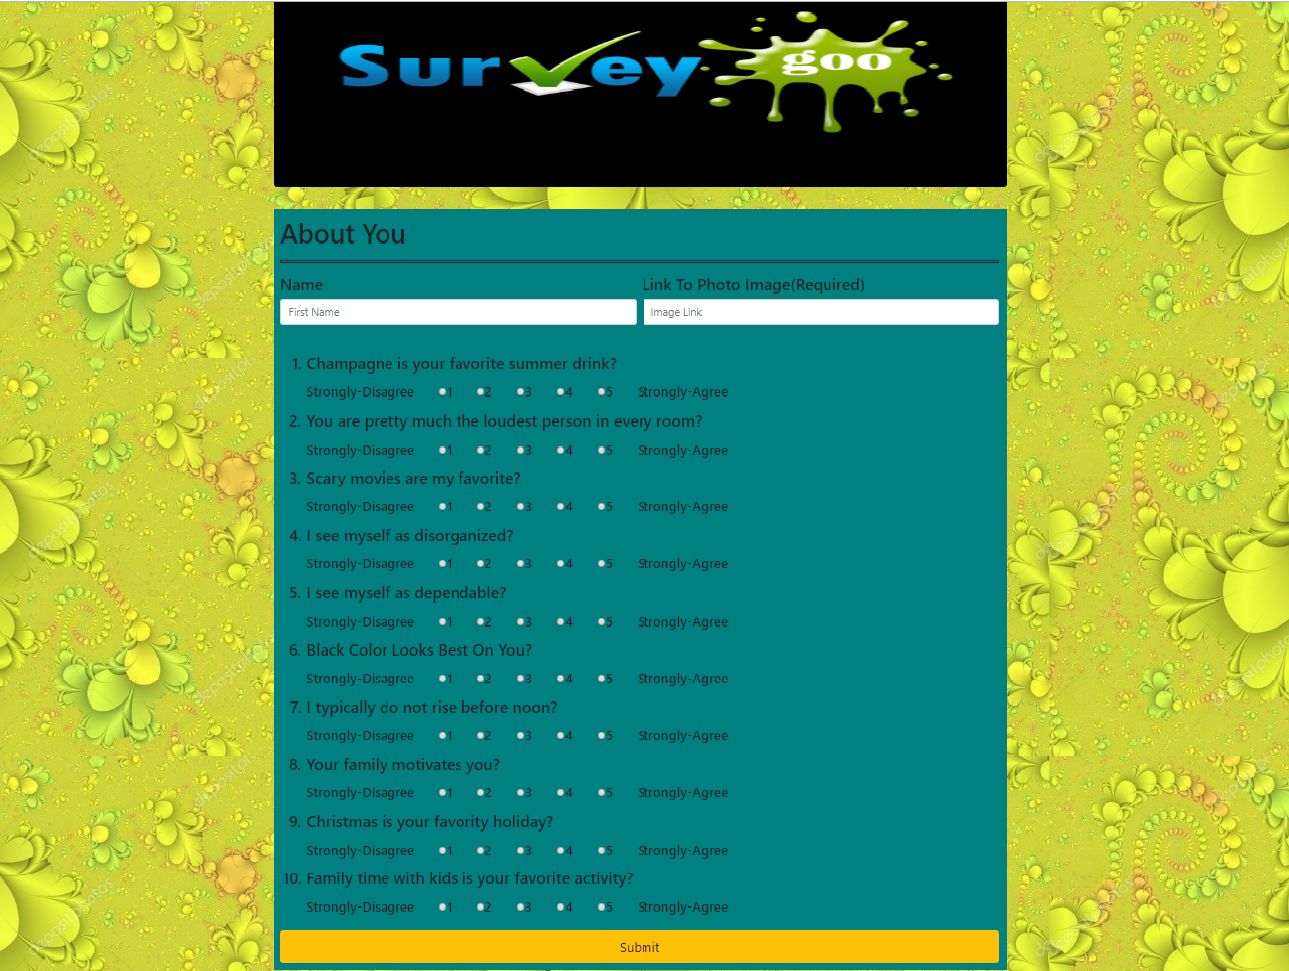 Survey goo
About You
Name Link To Photo Image(Required)
First Name Image Link
1. Champagne is your favorite summer drink?
Strongly-Disagree 1 2 3 4 5 Strongly-Agree
2. You are pretty much the loudest person in every room?
Strongly-Disagree 1 2 3 4 5 Strongly-Agree
3. Scary movies are my favorite?
Strongly-Disagree 1 2 3 4 5 Strongly-Agree
4. I see myself as disorganized?
Strongly-Disagree 1 2 3 4 5 Strongly-Agree
5. I see myself as dependable?
Strongly-Disagree 1 2 3 4 5 Strongly-Agree
6. Black Color Looks Best On You?
Strongly-Disagree 1 2 3 4 5 Strongly-Agree
7. I typically do not rise before noon?
Strongly-Disagree 1 2 3 4 5 Strongly-Agree
8. Your family motivates you?
Strongly-Disagree 1 2 3 4 5 Strongly-Agree
9. Christmas is your favority holiday?
Strongly-Disagree 1 2 3 4 5 Strongly-Agree
10. Family time with kids is your favorite activity?
Strongly-Disagree 1 2 3 4 5 Strongly-Agree
Submit
depositphotos